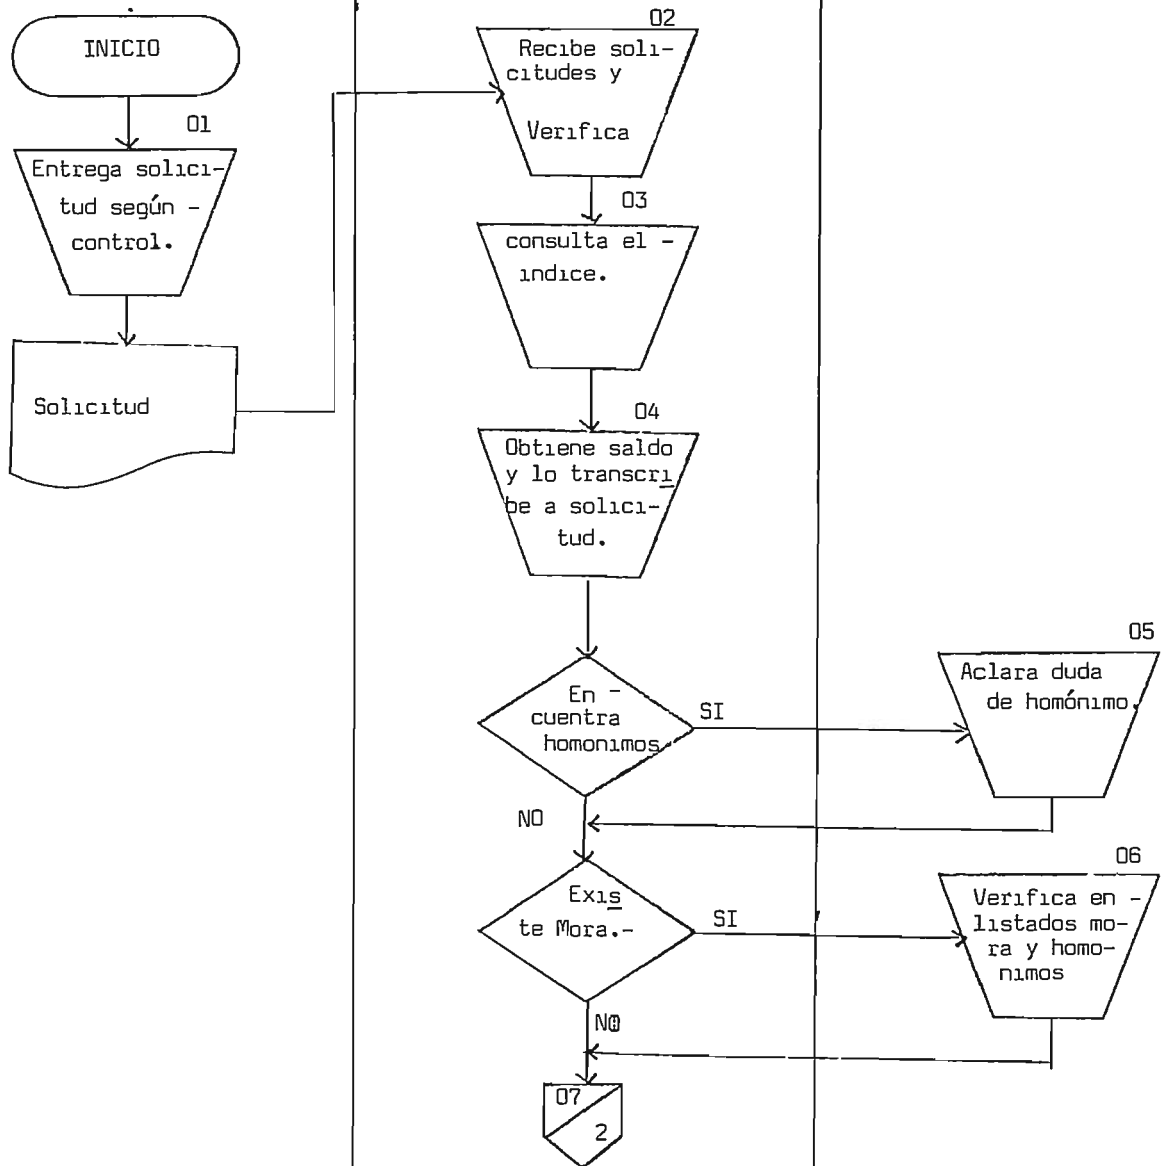 INICIO
01
Entrega solici-
tud según -
control.
Solicitud
02
Recibe soli-
citudes y
Verifica
03
consulta el -
indice.
04
Obtiene saldo
y lo transcri
be a solici-
tud.
En -
cuentra
homonimos.
SI
NO
05
Aclara duda
de homónimo.
Exis
te Mora.-
SI
NO
06
Verifica en -
listados mo-
ra y homo-
nimos
07
2